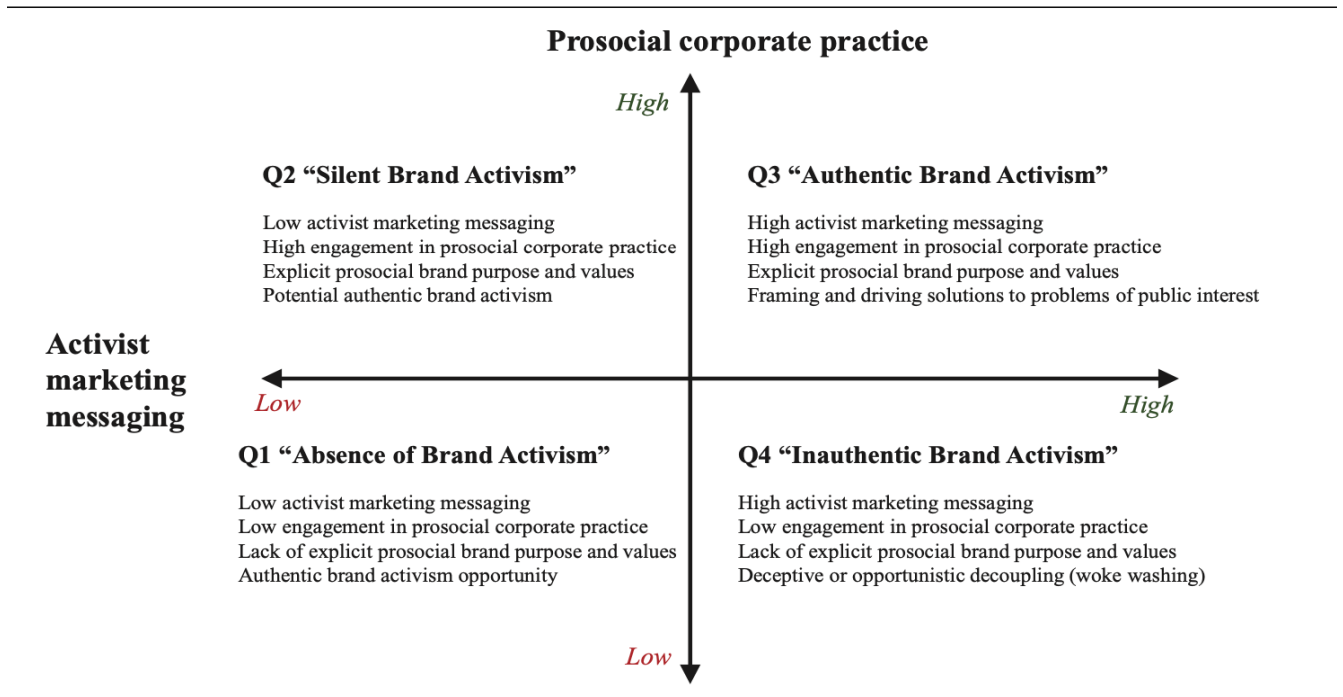 Prosocial corporate practice
High
Q2 “Silent Brand Activism”
Low activist marketing messaging
High engagement in prosocial corporate practice
Explicit prosocial brand purpose and values
Potential authentic brand activism
Q3 “Authentic Brand Activism”
High activist marketing messaging
High engagement in prosocial corporate practice
Explicit prosocial brand purpose and values
Framing and driving solutions to problems of public interest
Activist
marketing
messaging
Low
High
Q1 “Absence of Brand Activism”
Low activist marketing messaging
Low engagement in prosocial corporate practice
Lack of explicit prosocial brand purpose and values
Authentic brand activism opportunity
Q4 “Inauthentic Brand Activism”
High activist marketing messaging
Low engagement in prosocial corporate practice
Lack of explicit prosocial brand purpose and values
Deceptive or opportunistic decoupling (woke washing)
Low